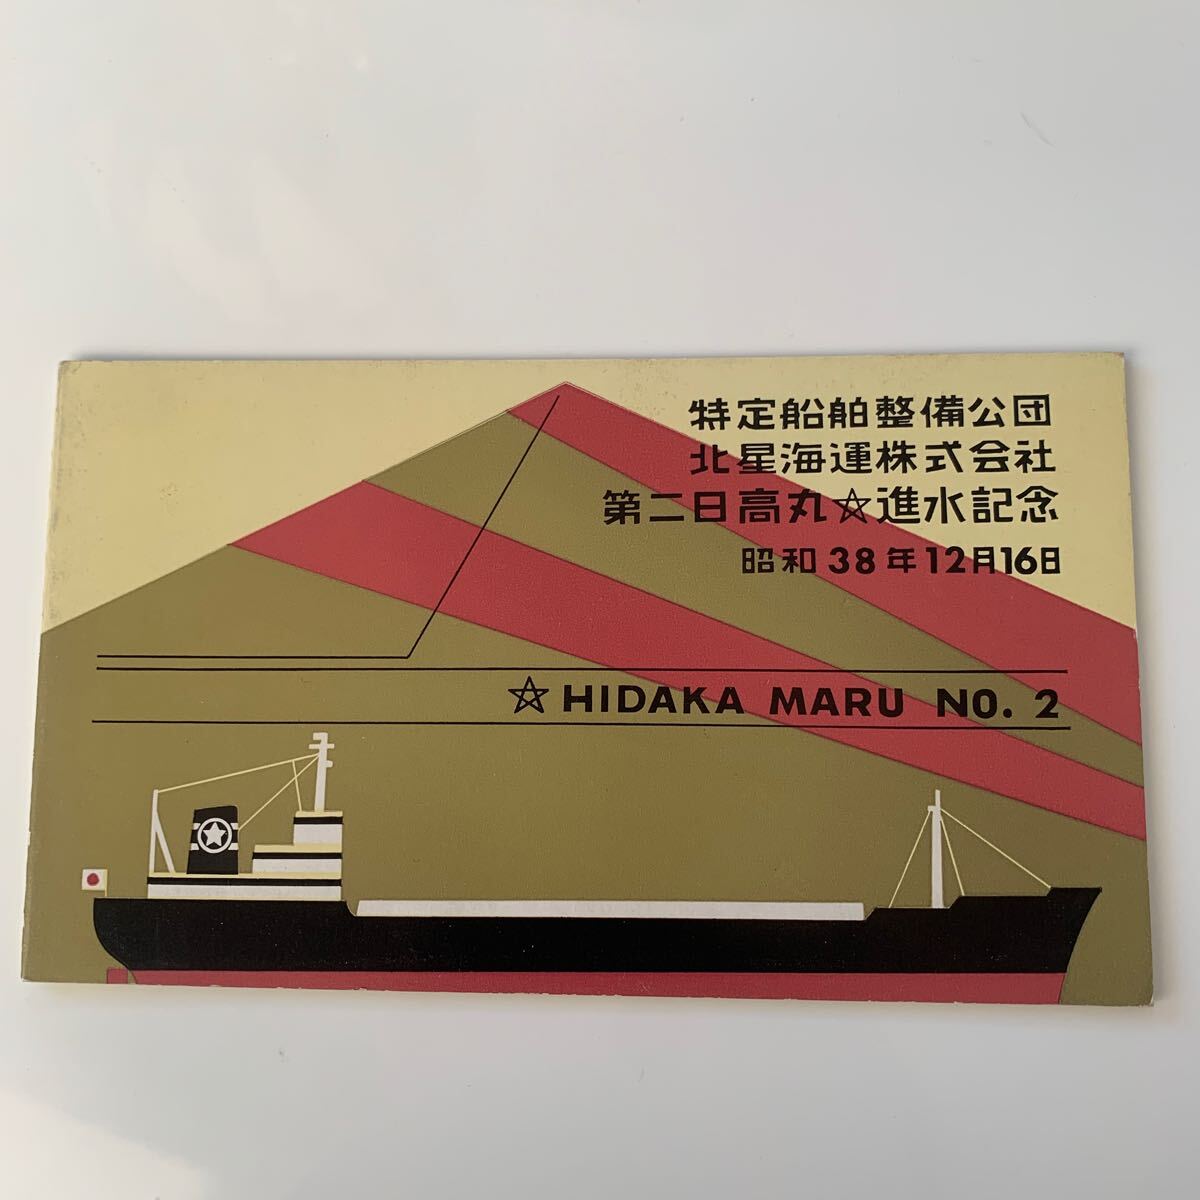 特定船舶整備公団
北星海運株式会社
第二日高丸☆進水記念
昭和38年12月16日
☆HIDAKA MARU NO. 2